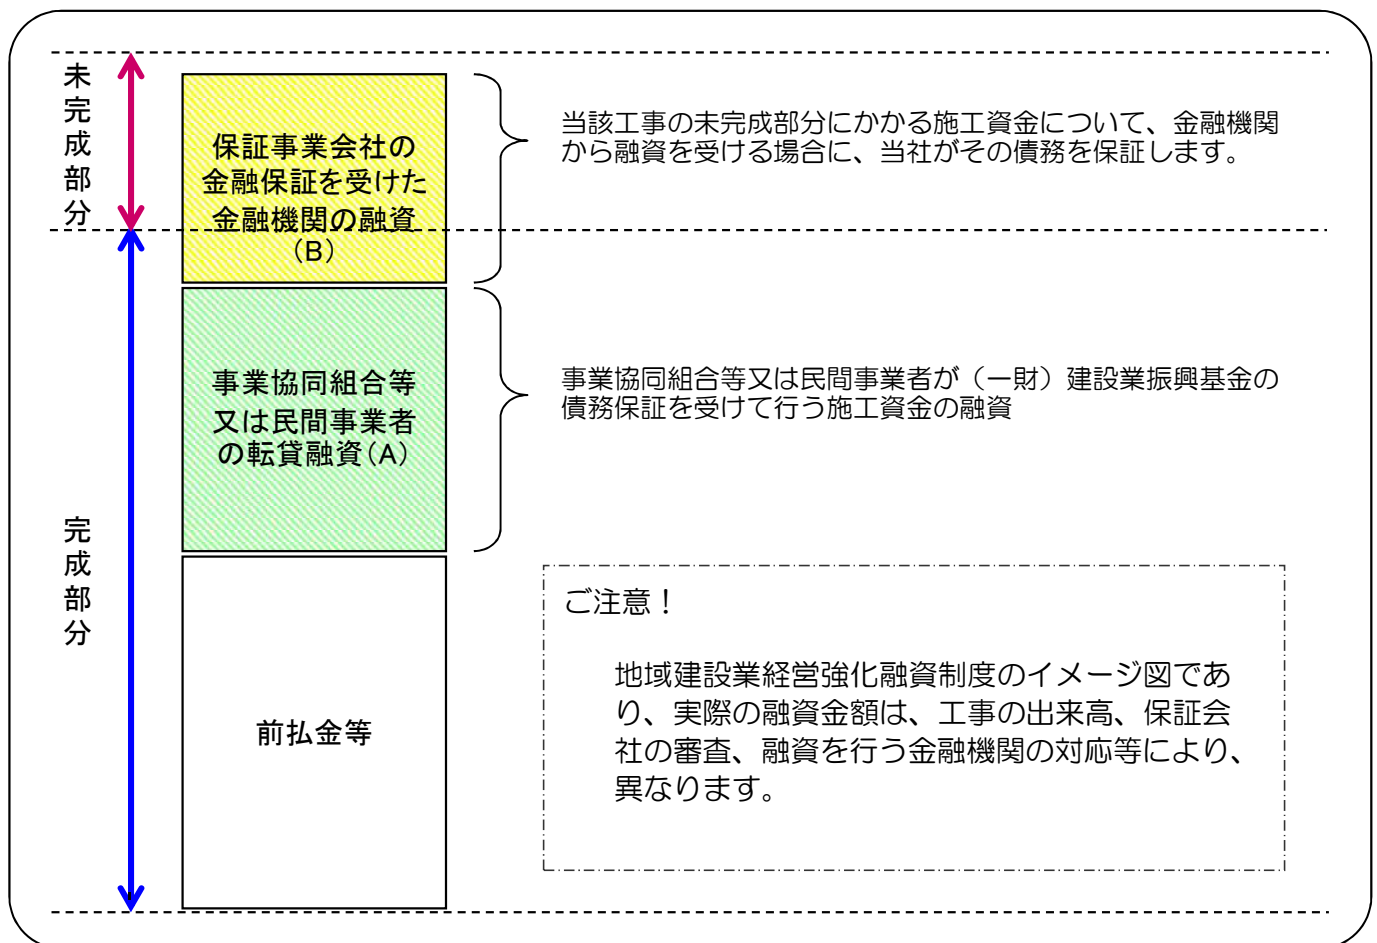 未完成部分
保証事業会社の
金融保証を受けた
金融機関の融資
（B）
当該工事の未完成部分にかかる施工資金について、金融機関
から融資を受ける場合に、当社がその債務を保証します。
事業協同組合等
又は民間事業者
の転貸融資（A）
事業協同組合等又は民間事業者が（一財）建設業振興基金の
債務保証を受けて行う施工資金の融資
完成部分
前払金等
ご注意！
地域建設業経営強化融資制度のイメージ図であ
り、実際の融資金額は、工事の出来高、保証会
社の審査、融資を行う金融機関の対応等により、
異なります。